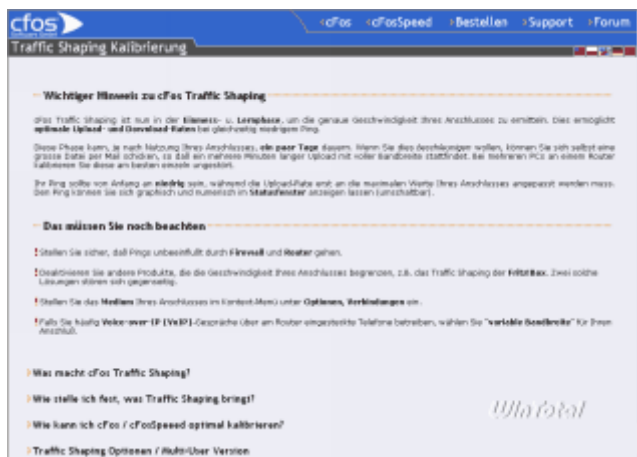 cfos
Software GmbH
cFos cFosSpeed Bestellen Support Forum
Traffic Shaping Kalibrierung
Wichtiger Hinweis zu cFos Traffic Shaping
cFos Traffic Shaping ist nun in der Einmess- u. Lernphase, um die genaue Geschwindigkeit Ihres Anschlusses zu ermitteln. Dies ermöglicht
optimale Upload- und Download-Raten bei gleichzeitig niedrigem Ping.
Diese Phase kann, je nach Nutzung Ihres Anschlusses, ein paar Tage dauern. Wenn Sie dies beschleunigen wollen, können Sie sich selbst eine
grosse Datei per Mail schicken, so daß ein mehrere Minuten langer Upload mit voller Bandbreite stattfindet. Bei mehreren PCs an einem Router
kalibrieren Sie diese am besten einzeln ungestört.
Ihr Ping sollte von Anfang an niedrig sein, während die Upload-Rate erst an die maximalen Werte Ihres Anschlusses angepasst werden muss.
Den Ping können Sie sich graphisch und numerisch im Statusfenster anzeigen lassen (umschaltbar).
Das müssen Sie noch beachten
! Stellen Sie sicher, daß Pings unbeeinflußt durch Firewall und Router gehen.
! Deaktivieren Sie andere Produkte, die die Geschwindigkeit Ihres Anschlusses begrenzen, z.B. das Traffic Shaping der Fritz!Box. Zwei solche
Lösungen stören sich gegenseitig.
! Stellen Sie das Medium Ihres Anschlusses im Kontext-Menü unter Optionen, Verbindungen ein.
! Falls Sie häufig Voice-over-IP (VoIP)-Gespräche über am Router eingesteckte Telefone betreiben, wählen Sie "variable Bandbreite" für Ihren
Anschluß.
Was macht cFos Traffic Shaping?
Wie stelle ich fest, was Traffic Shaping bringt?
Wie kann ich cFos / cFosSpeeed optimal kalibrieren?
Traffic Shaping Optionen / Multi-User Version
WinTotal